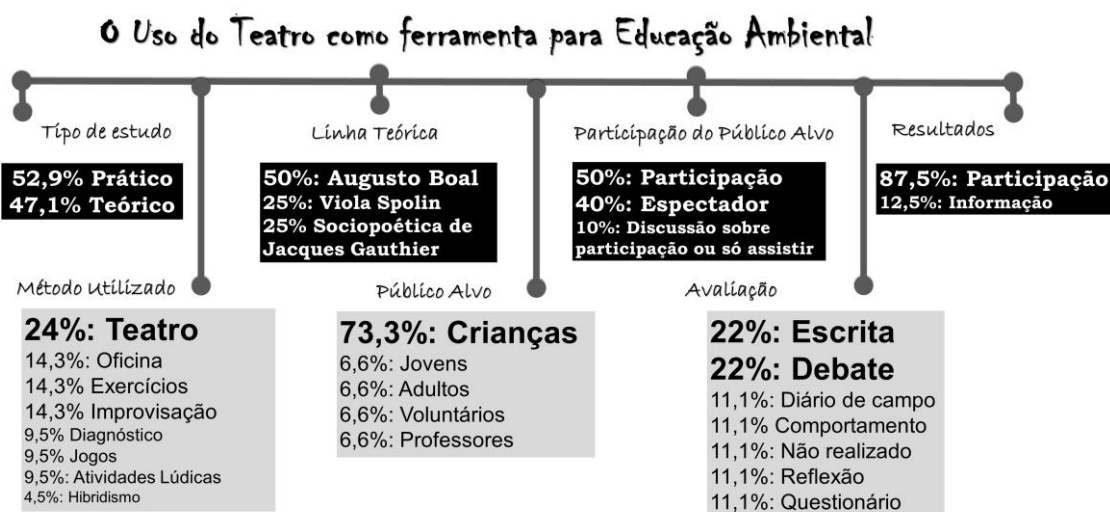 O Uso do Teatro como ferramenta para Educação Ambiental
Tipo de estudo
52,9% Prático
47,1% Teórico
Linha Teórica
50%: Augusto Boal
25%: Viola Spolin
25% Sociopoética de
Jacques Gauthier
Participação do Público Alvo
50%: Participação
40%: Espectador
10%: Discussão sobre
participação ou só assistir
Resultados
87,5%: Participação
12,5%: Informação
Método Utilizado
24%: Teatro
14,3%: Oficina
14,3% Exercícios
14,3% Improvisação
9,5% Diagnóstico
9,5% Jogos
9,5%: Atividades Lúdicas
4,5%: Hibridismo
Público Alvo
73,3%: Crianças
6,6%: Jovens
6,6%: Adultos
6,6%: Voluntários
6,6%: Professores
Avaliação
22%: Escrita
22%: Debate
11,1%: Diário de campo
11,1% Comportamento
11,1%: Não realizado
11,1%: Reflexão
11,1%: Questionário